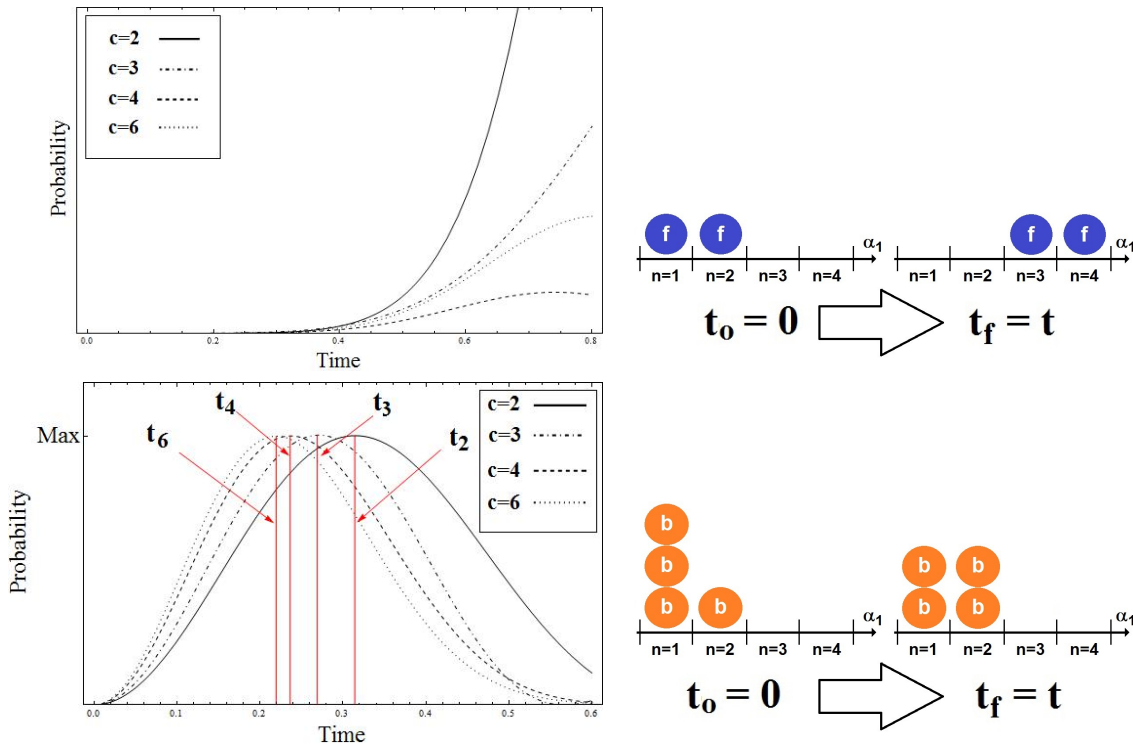 c=2
c=3
c=4
c=6
Probability
0.0 0.2 0.4 0.6 0.8
Time
f f f f
α1 α1
n=1 n=2 n=3 n=4 n=1 n=2 n=3 n=4
to = 0 tf = t
t4 t3
t6 t2
Max
c=2
c=3
c=4
c=6
Probability
0.0 0.1 0.2 0.3 0.4 0.5 0.6
Time
b
b b b
b b b b
α1 α1
n=1 n=2 n=3 n=4 n=1 n=2 n=3 n=4
to = 0 tf = t